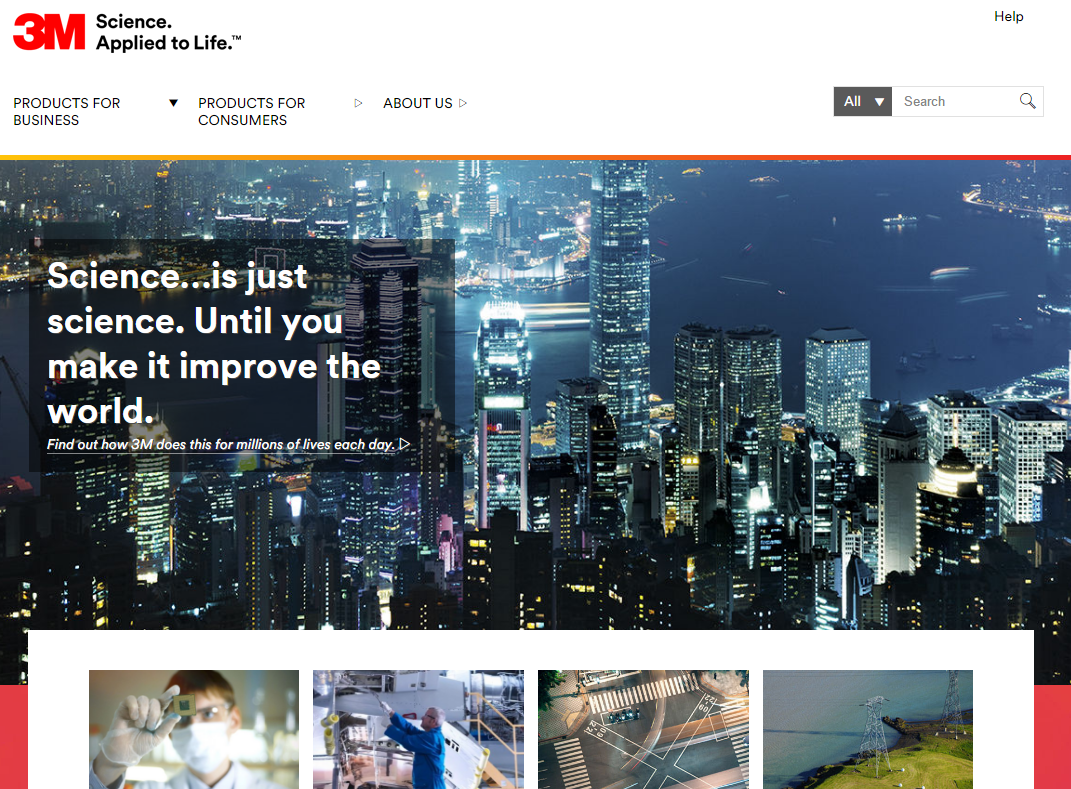 3M Science.
Applied to Life.™
Help
PRODUCTS FOR
BUSINESS
PRODUCTS FOR
CONSUMERS
ABOUT US
All
Search
Science...is just
science. Until you
make it improve the
world.
Find out how 3M does this for millions of lives each day.